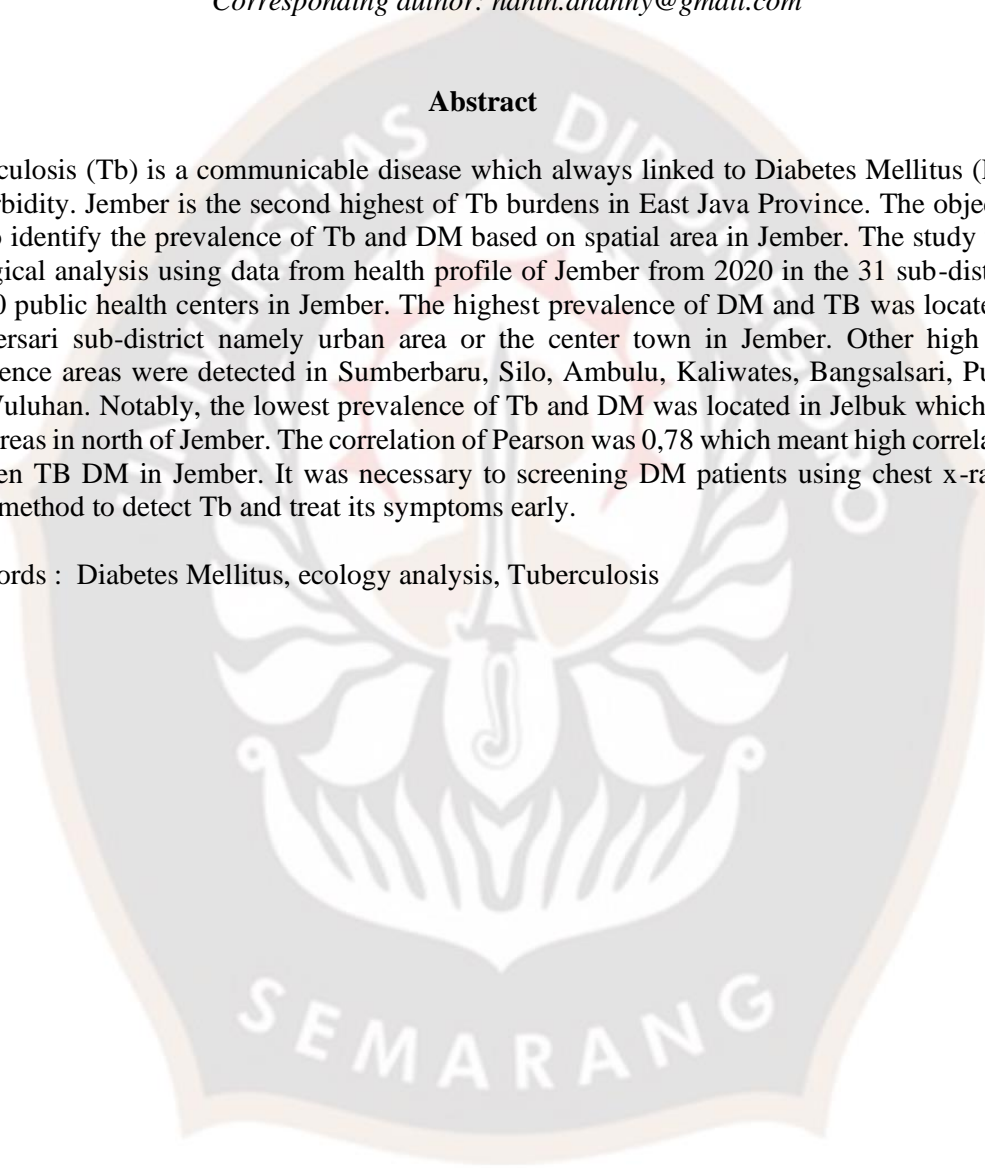 Corresponding author:
Abstract
culosis (Tb) is a communicable disease which always linked to Diabetes Mellitus (
rbidity. Jember is the second highest of Tb burdens in East Java Province. The objec
o identify the prevalence of Tb and DM based on spatial area in Jember. The study
gical analysis using data from health profile of Jember from 2020 in the 31 sub-dist
0 public health centers in Jember. The highest prevalence of DM and TB was locate
ersari sub-district namely urban area or the center town in Jember. Other high
ence areas were detected in Sumberbaru, Silo, Ambulu, Kaliwates, Bangsalsari, Pu
Wuluhan. Notably, the lowest prevalence of Tb and DM was located in Jelbuk which
reas in north of Jember. The correlation of Pearson was 0,78 which meant high correla
en TB DM in Jember. It was necessary to screening DM patients using chest x-ra
method to detect Tb and treat its symptoms early.
ords : Diabetes Mellitus, ecology analysis, Tuberculosis
UNIVERSITAS DIPONEGORO
SEMARANG